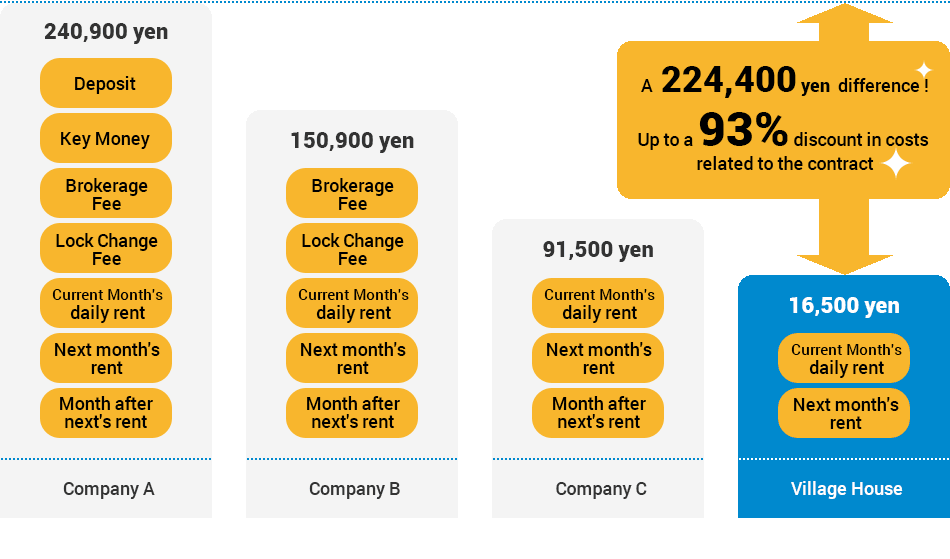 240,900 yen
Deposit
Key Money
Brokerage
Fee
Lock Change
Fee
Current Month's
daily rent
Next month's
rent
Month after
next's rent
Company A
150,900 yen
Brokerage
Fee
Lock Change
Fee
Current Month's
daily rent
Next month's
rent
Month after
next's rent
Company B
91,500 yen
Current Month's
daily rent
Next month's
rent
Month after
next's rent
Company C
A 224,400 yen difference !
Up to a 93% discount in costs
related to the contract
16,500 yen
Current Month's
daily rent
Next month's
rent
Village House